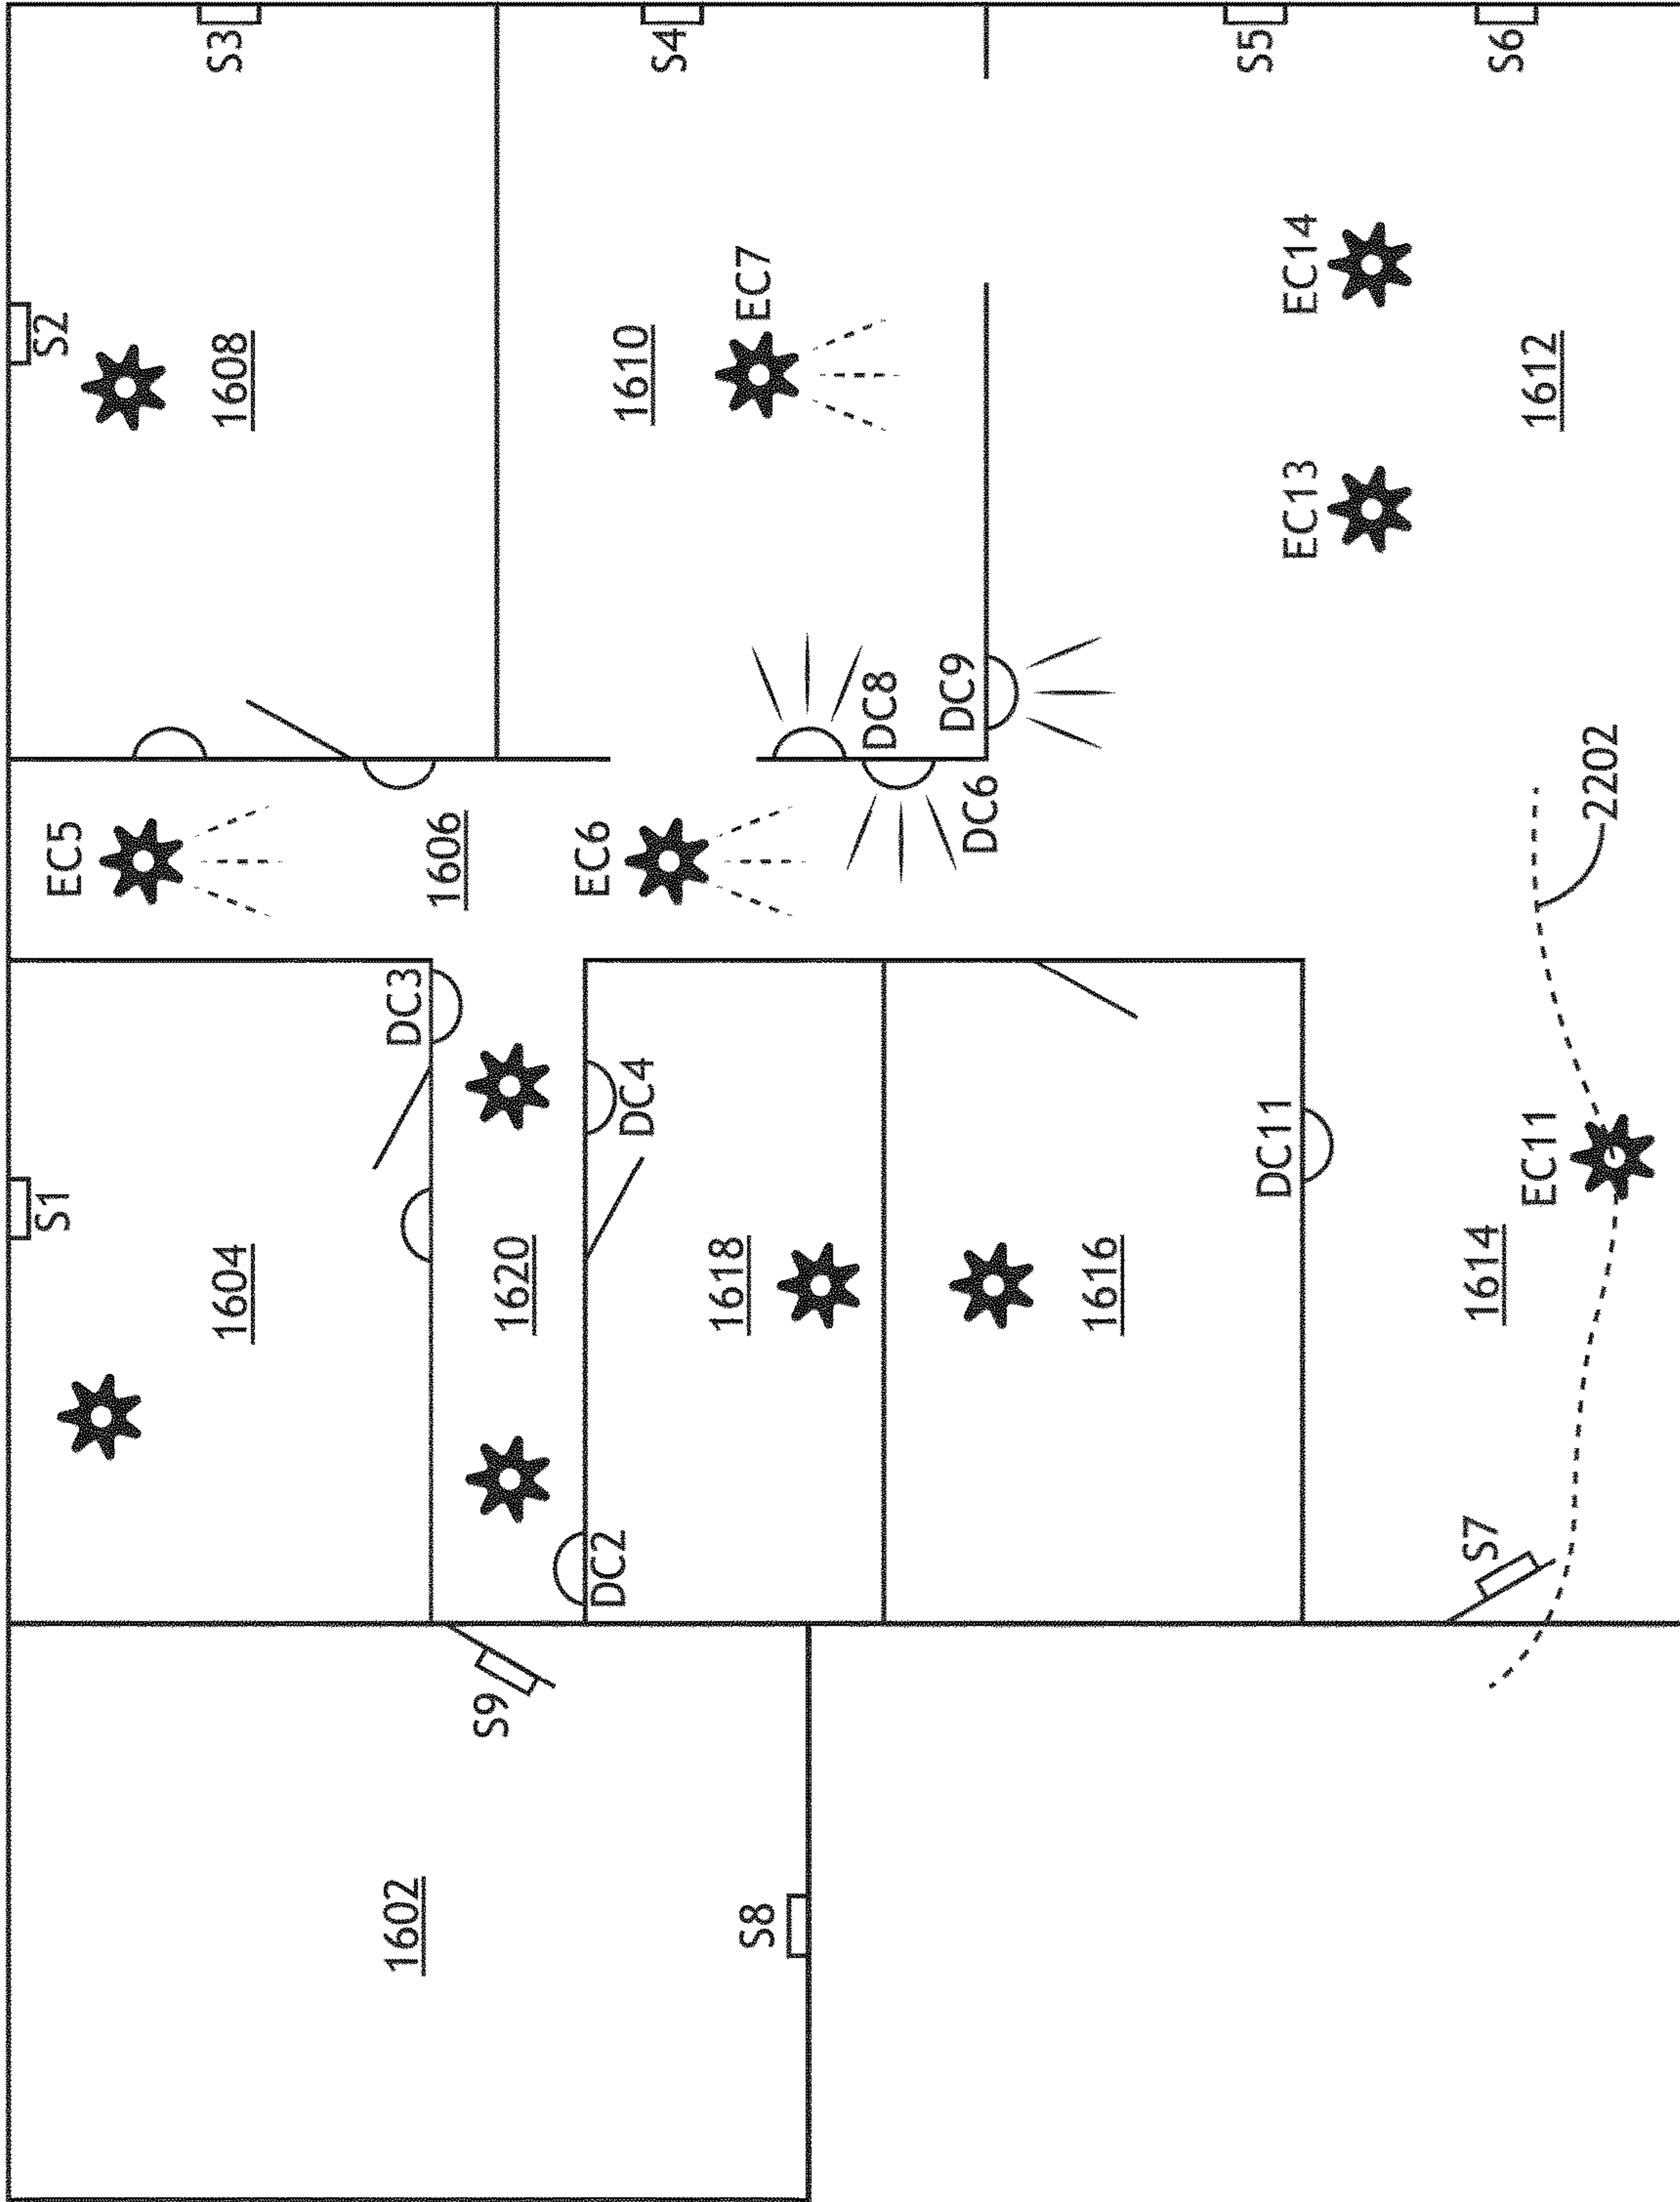 S1
S2
S3
1604
EC5
1608
1602
DC3
1606
S9
1620
DC2
DC4
EC6
1610
S4
S8
1618
EC7
DC8
DC6
DC9
1616
DC11
EC13
EC14
S5
S7
1614
EC11
2202
1612
S6